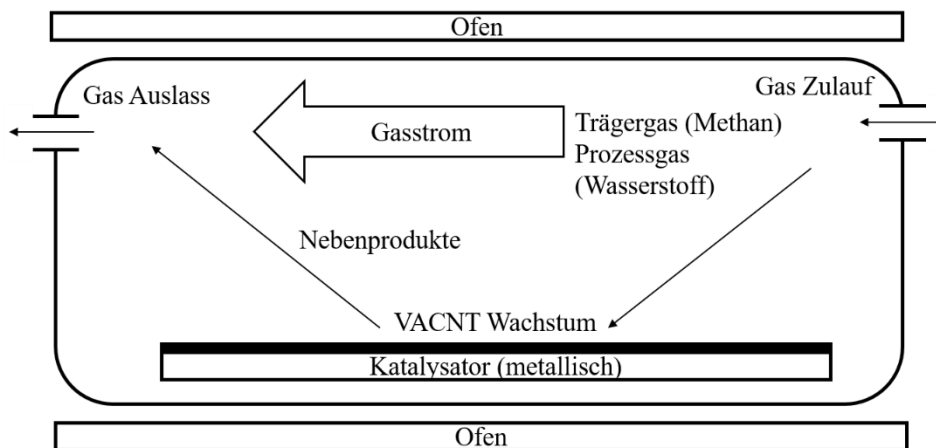 Ofen
Gas Auslass
Gas Zulauf
Gasstrom
Trägergas (Methan)
Prozessgas
(Wasserstoff)
Nebenprodukte
VACNT Wachstum
Katalysator (metallisch)
Ofen